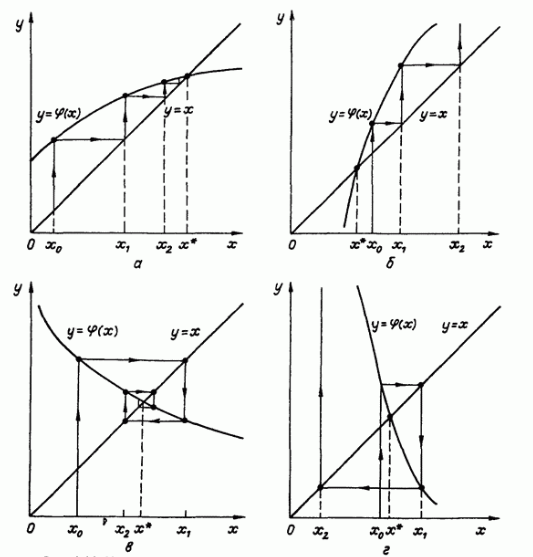 y
y
y=φ(x)
y=x
y=φ(x)
y=x
0 x₀ x₁ x₂ x* x
0 x* x₀ x₁ x₂ x
а
б
y
y
y=φ(x)
y=x
y=φ(x)
y=x
0 x₀ x₂ x* x₁ x
0 x₂ x₀ x* x₁ x
в
г